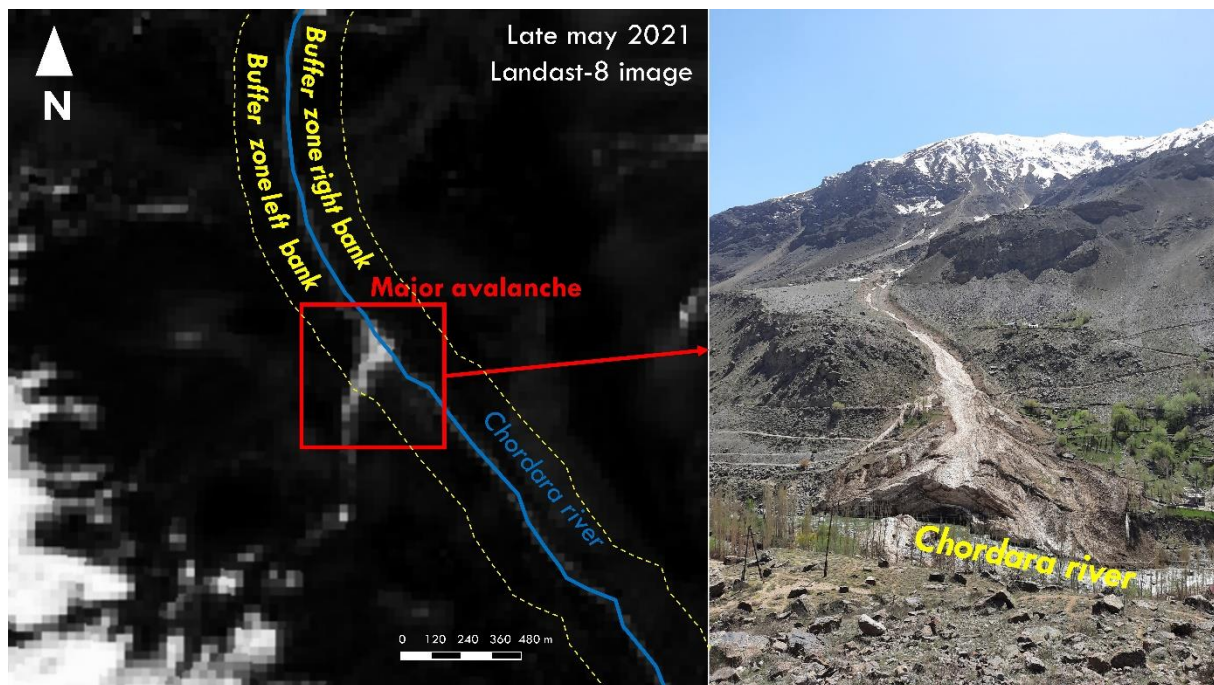 Late may 2021
Landast-8 image
N
Buffer zone right bank
Buffer zone left bank
Major avalanche
Chordara river
0 120 240 360 480 m
Chordara river